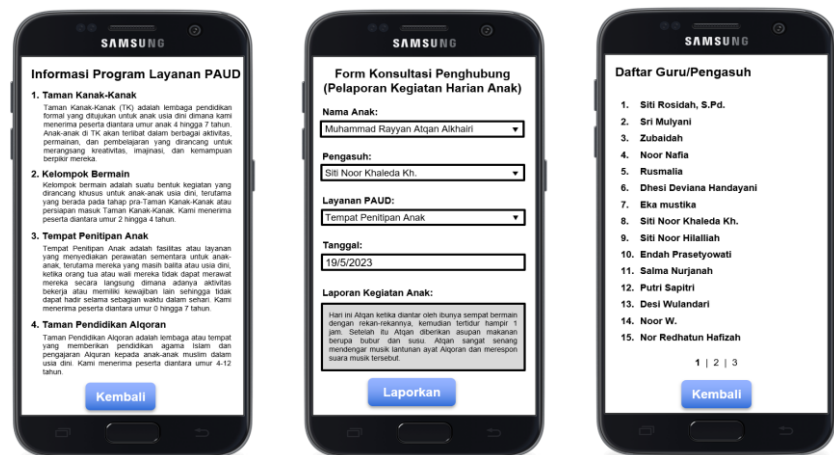 SAMSUNG
Informasi Program Layanan PAUD
1. Taman Kanak-Kanak
Taman Kanak-Kanak (TK) adalah lembaga pendidikan
formal yang ditujukan untuk anak usia dini dimana kami
menerima peserta diantara umur anak 4 hingga 7 tahun.
Anak-anak di TK akan terlibat dalam berbagai aktivitas,
permainan, dan pembelajaran yang dirancang untuk
merangsang kreativitas, imajinasi, dan kemampuan
berpikir mereka.
2. Kelompok Bermain
Kelompok bermain adalah suatu bentuk kegiatan yang
dirancang khusus untuk anak-anak usia dini, terutama
yang berada pada tahap pra-Taman Kanak-Kanak atau
persiapan masuk Taman Kanak-Kanak. Kami menerima
peserta diantara umur 2 hingga 4 tahun.
3. Tempat Penitipan Anak
Tempat Penitipan Anak adalah fasilitas atau layanan
yang menyediakan perawatan sementara untuk anak-
anak, terutama mereka yang masih balita atau usia dini,
ketika orang tua atau wali mereka tidak dapat merawat
mereka secara langsung dimana adanya aktivitas
bekerja atau memiliki kewajiban lain sehingga tidak
dapat hadir selama sebagian waktu dalam sehari. Kami
menerima peserta diantara umur 0 hingga 7 tahun.
4. Taman Pendidikan Alqoran
Taman Pendidikan Alqoran adalah lembaga atau tempat
yang memberikan pendidikan agama Islam dan
pengajaran Alquran kepada anak-anak muslim dalam
usia dini. Kami menerima peserta diantara umur 4-12
tahun.
Kembali
SAMSUNG
Form Konsultasi Penghubung
(Pelaporan Kegiatan Harian Anak)
Nama Anak:
Muhammad Rayyan Atqan Alkhairi
Pengasuh:
Siti Noor Khaleda Kh.
Layanan PAUD:
Tempat Penitipan Anak
Tanggal:
19/5/2023
Laporan Kegiatan Anak:
Hari ini Atqan ketika diantar oleh ibunya sempat bermain
dengan rekan-rekannya, kemudian tertidur hampir 1
jam. Setelah itu Atqan diberikan asupan makanan
berupa bubur dan susu. Atqan sangat senang
mendengar musik lantunan ayat Alqoran dan merespon
suara musik tersebut.
Laporkan
SAMSUNG
Daftar Guru/Pengasuh
1. Siti Rosidah, S.Pd.
2. Sri Mulyani
3. Zubaidah
4. Noor Nafia
5. Rusmalia
6. Dhesi Deviana Handayani
7. Eka mustika
8. Siti Noor Khaleda Kh.
9. Siti Noor Hilalliah
10. Endah Prasetyowati
11. Salma Nurjanah
12. Putri Sapitri
13. Desi Wulandari
14. Noor W.
15. Nor Redhatun Hafizah
1 | 2 | 3
Kembali